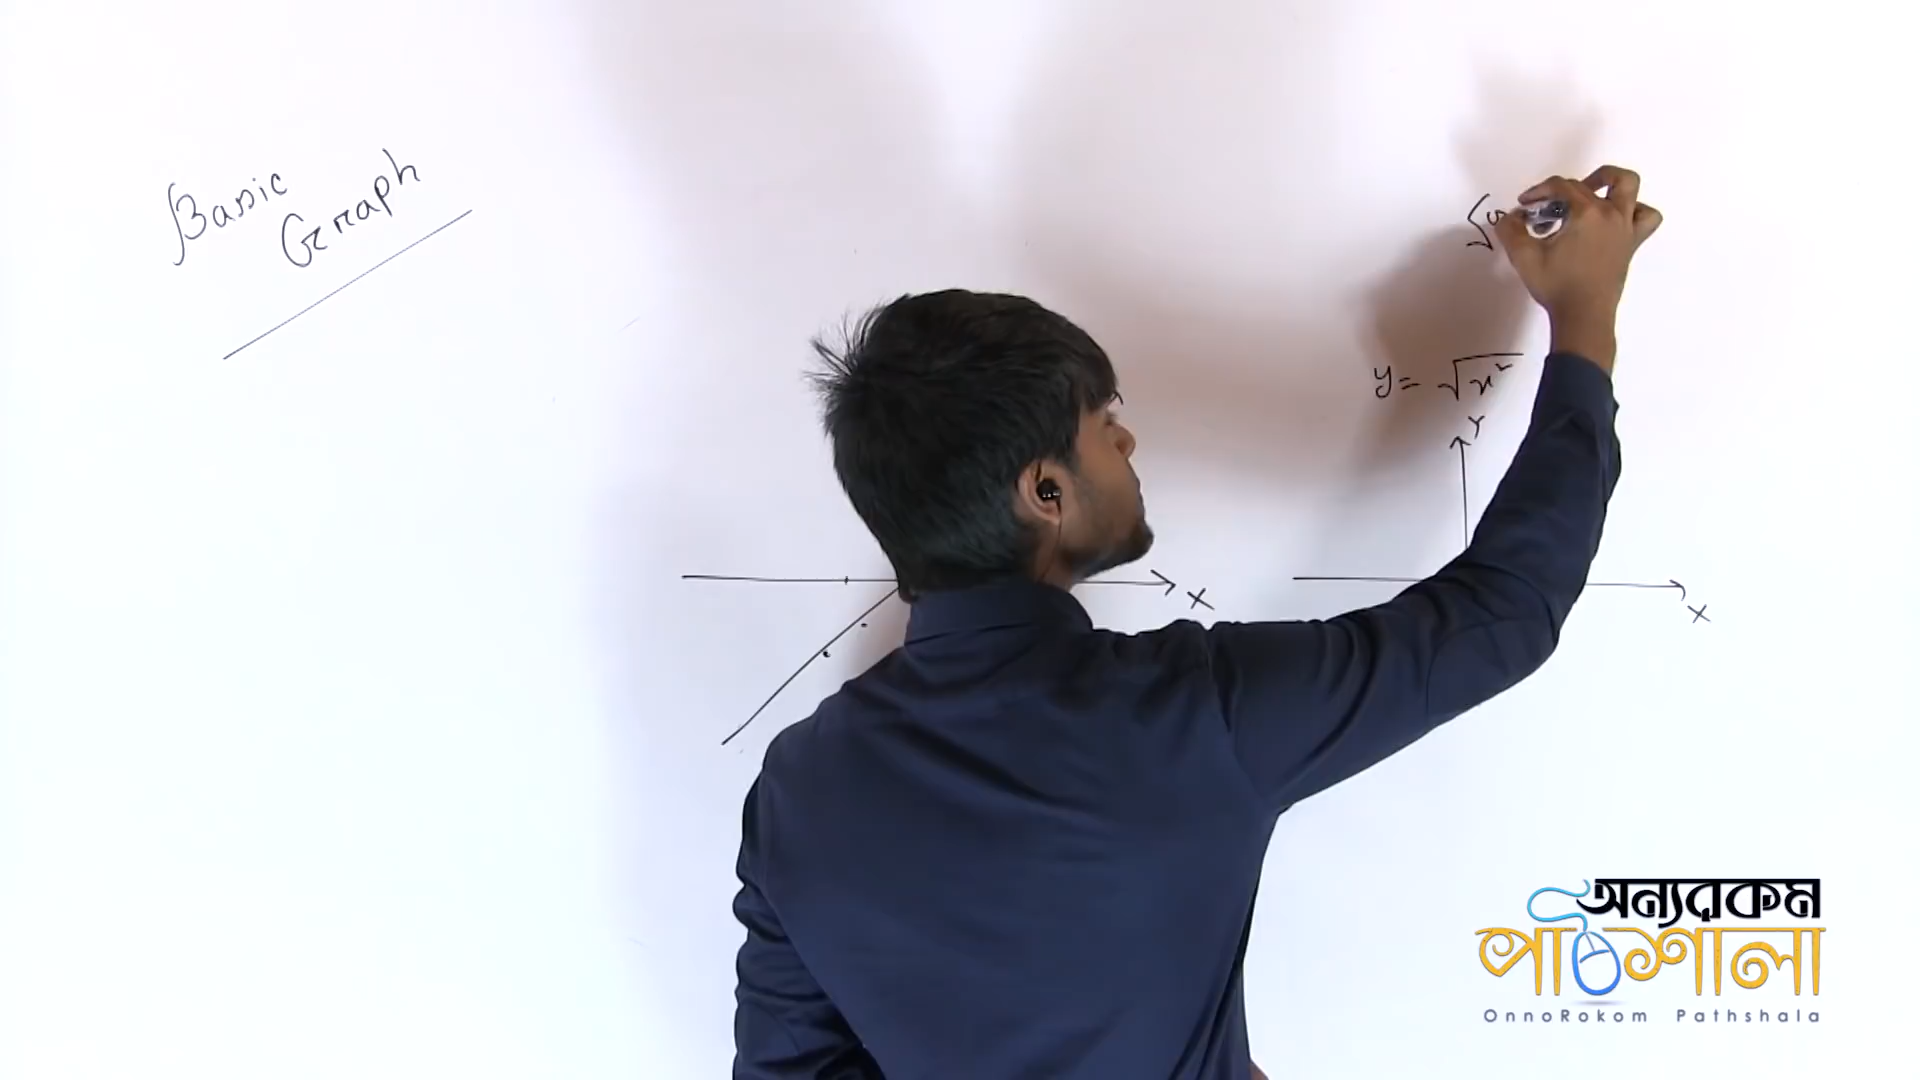 Basic
Graph
y = √x²
Y
X
X
অন্যরকম
পাঠশালা
OnnoRokom Pathshala